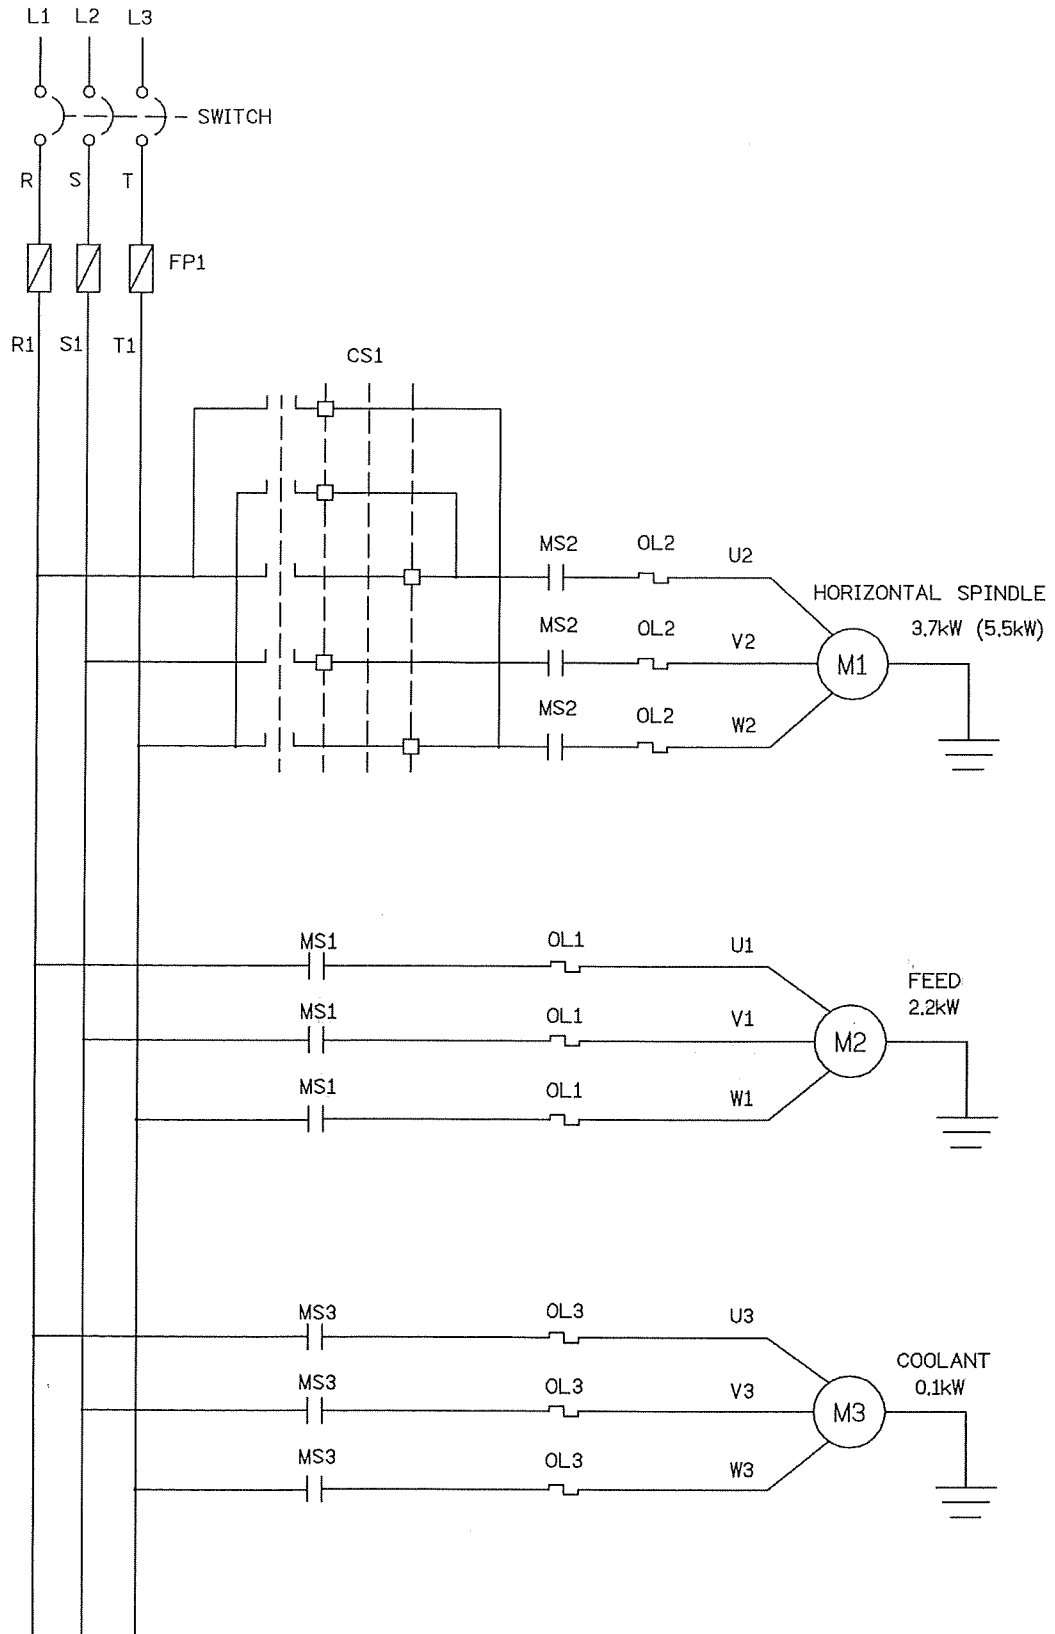 L1 L2 L3
SWITCH
R S T
FP1
R1 S1 T1
CS1
MS2 OL2 U2
HORIZONTAL SPINDLE
3.7kW (5.5kW)
MS2 OL2 V2
M1
MS2 OL2 W2
MS1 OL1 U1
FEED
2.2kW
MS1 OL1 V1
M2
MS1 OL1 W1
MS3 OL3 U3
COOLANT
0.1kW
MS3 OL3 V3
M3
MS3 OL3 W3